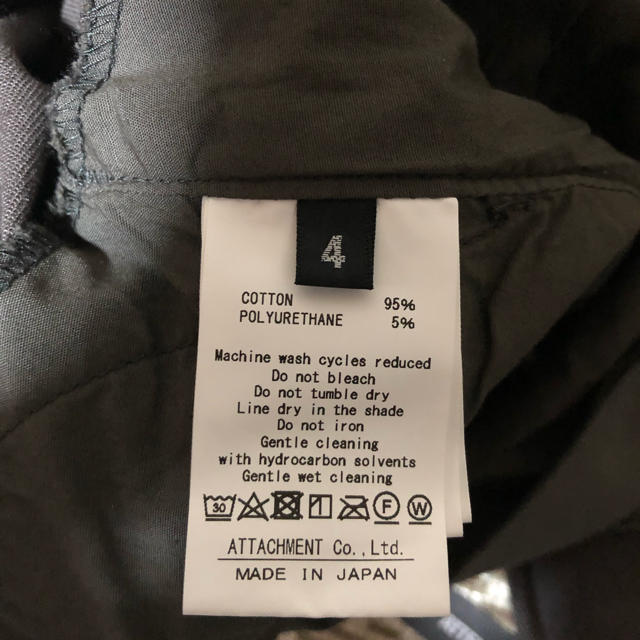 4
COTTON 95%
POLYURETHANE 5%
Machine wash cycles reduced
Do not bleach
Do not tumble dry
Line dry in the shade
Do not iron
Gentle cleaning
with hydrocarbon solvents
Gentle wet cleaning
30 F W
ATTACHMENT Co.,Ltd.
MADE IN JAPAN